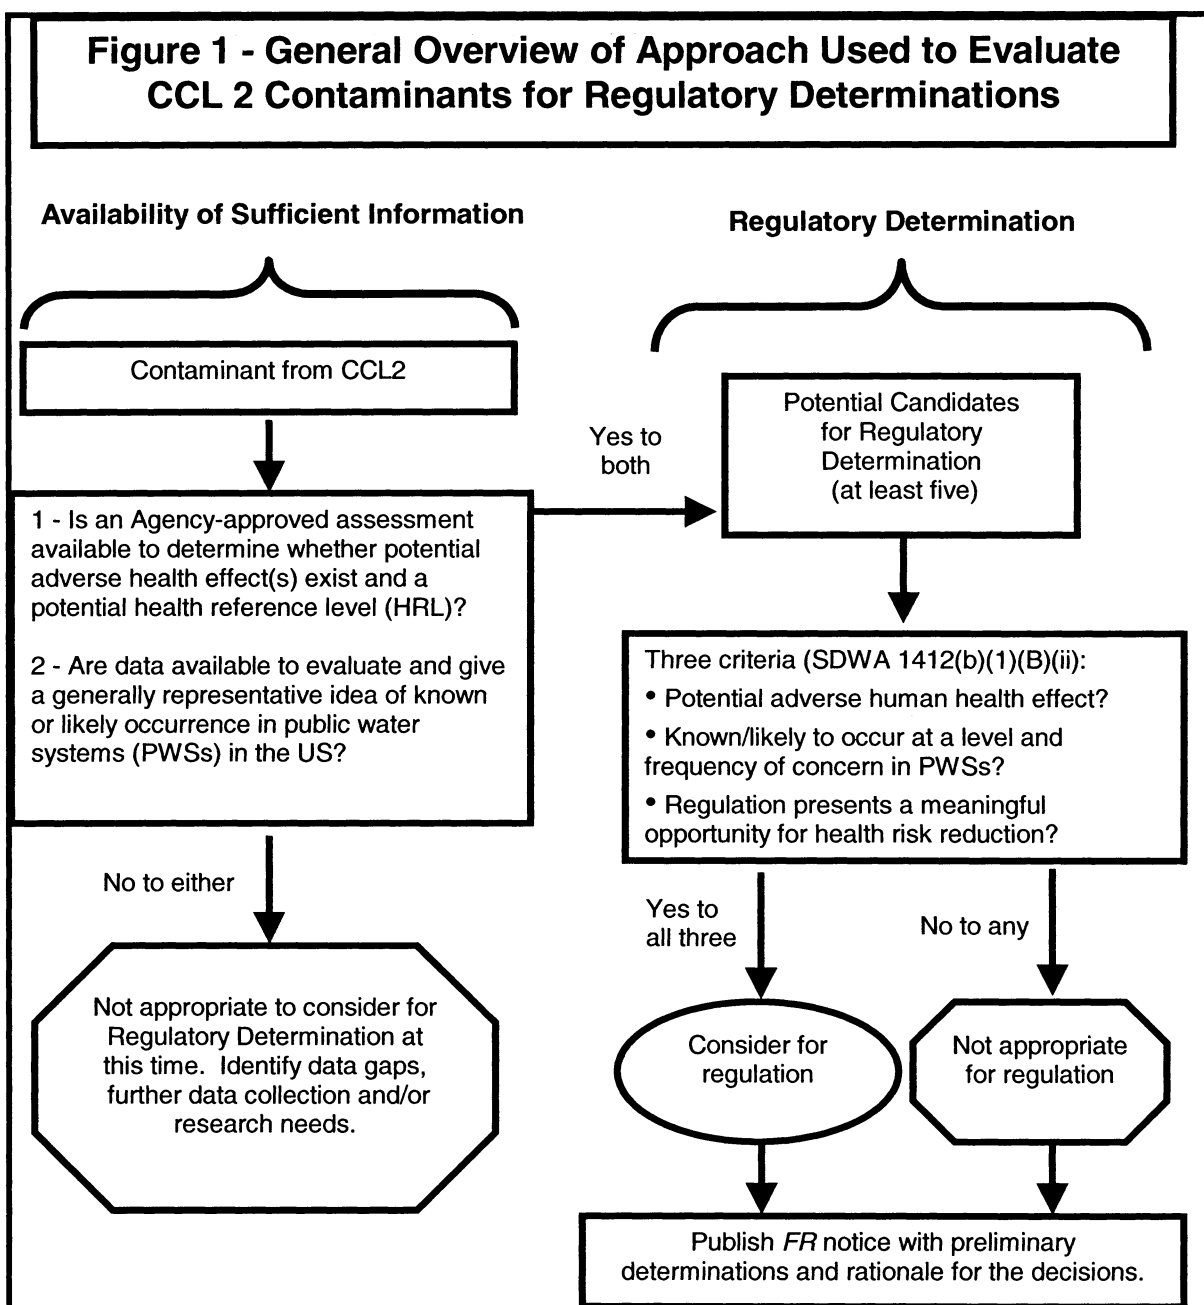 Figure 1 - General Overview of Approach Used to Evaluate
CCL 2 Contaminants for Regulatory Determinations
Availability of Sufficient Information
Contaminant from CCL2
1 - Is an Agency-approved assessment
available to determine whether potential
adverse health effect(s) exist and a
potential health reference level (HRL)?
2 - Are data available to evaluate and give
a generally representative idea of known
or likely occurrence in public water
systems (PWSs) in the US?
No to either
Not appropriate to consider for
Regulatory Determination at
this time. Identify data gaps,
further data collection and/or
research needs.
Yes to
both
Regulatory Determination
Potential Candidates
for Regulatory
Determination
(at least five)
Three criteria (SDWA 1412(b)(1)(B)(ii):
• Potential adverse human health effect?
• Known/likely to occur at a level and
frequency of concern in PWSs?
• Regulation presents a meaningful
opportunity for health risk reduction?
Yes to
all three
No to any
Consider for
regulation
Not appropriate
for regulation
Publish FR notice with preliminary
determinations and rationale for the decisions.